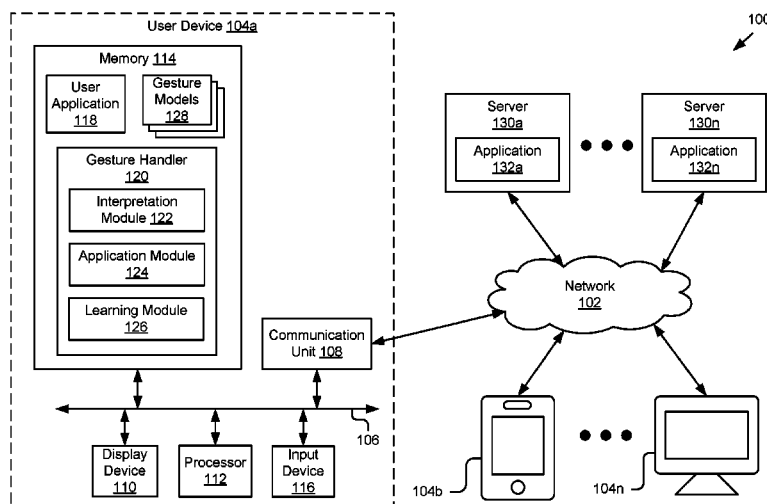 User Device 104a
100
Memory 114
User
Application
118
Gesture
Models
128
Gesture Handler
120
Interpretation
Module 122
Application Module
124
Learning Module
126
Communication
Unit 108
106
Display
Device
110
Processor
112
Input
Device
116
Server
130a
Application
132a
Server
130n
Application
132n
Network
102
104b
104n